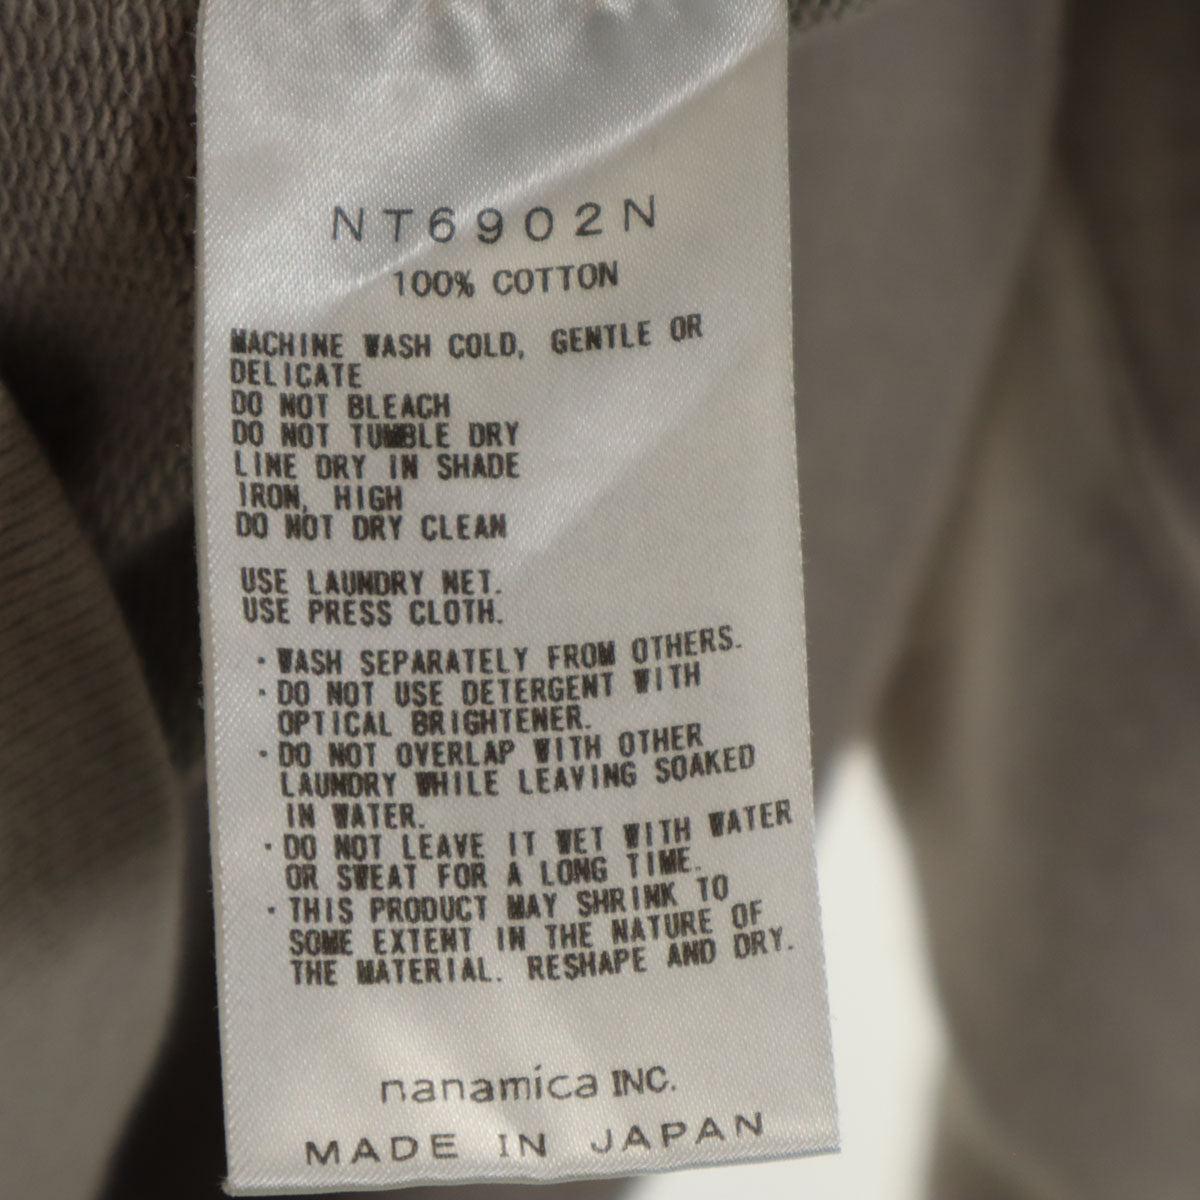 NT6902N
100% COTTON
MACHINE WASH COLD, GENTLE OR
DELICATE
DO NOT BLEACH
DO NOT TUMBLE DRY
LINE DRY IN SHADE
IRON, HIGH
DO NOT DRY CLEAN
USE LAUNDRY NET.
USE PRESS CLOTH.
・WASH SEPARATELY FROM OTHERS.
・DO NOT USE DETERGENT WITH
OPTICAL BRIGHTENER.
・DO NOT OVERLAP WITH OTHER
LAUNDRY WHILE LEAVING SOAKED
IN WATER.
・DO NOT LEAVE IT WET WITH WATER
OR SWEAT FOR A LONG TIME.
・THIS PRODUCT MAY SHRINK TO
SOME EXTENT IN THE NATURE OF
THE MATERIAL. RESHAPE AND DRY.
nanamica INC.
MADE IN JAPAN